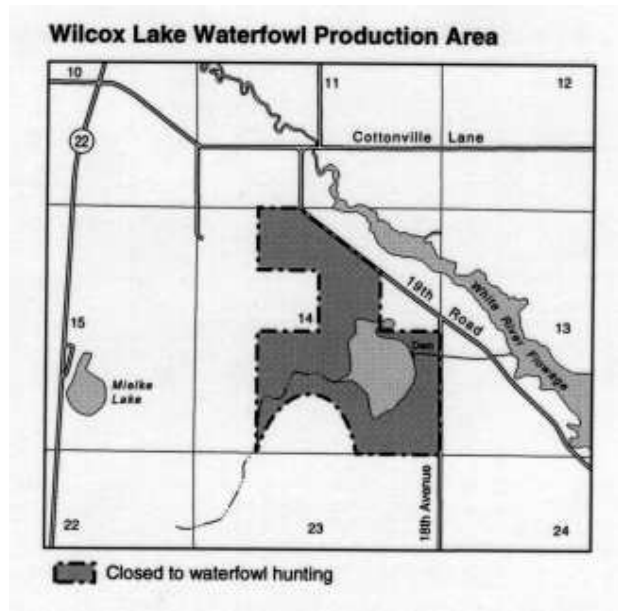 Wilcox Lake Waterfowl Production Area
10
11
12
22
Cottonville Lane
19th Road
White River Flowage
14
15
13
Dam
Mielke
Lake
18th Avenue
22
23
24
Closed to waterfowl hunting